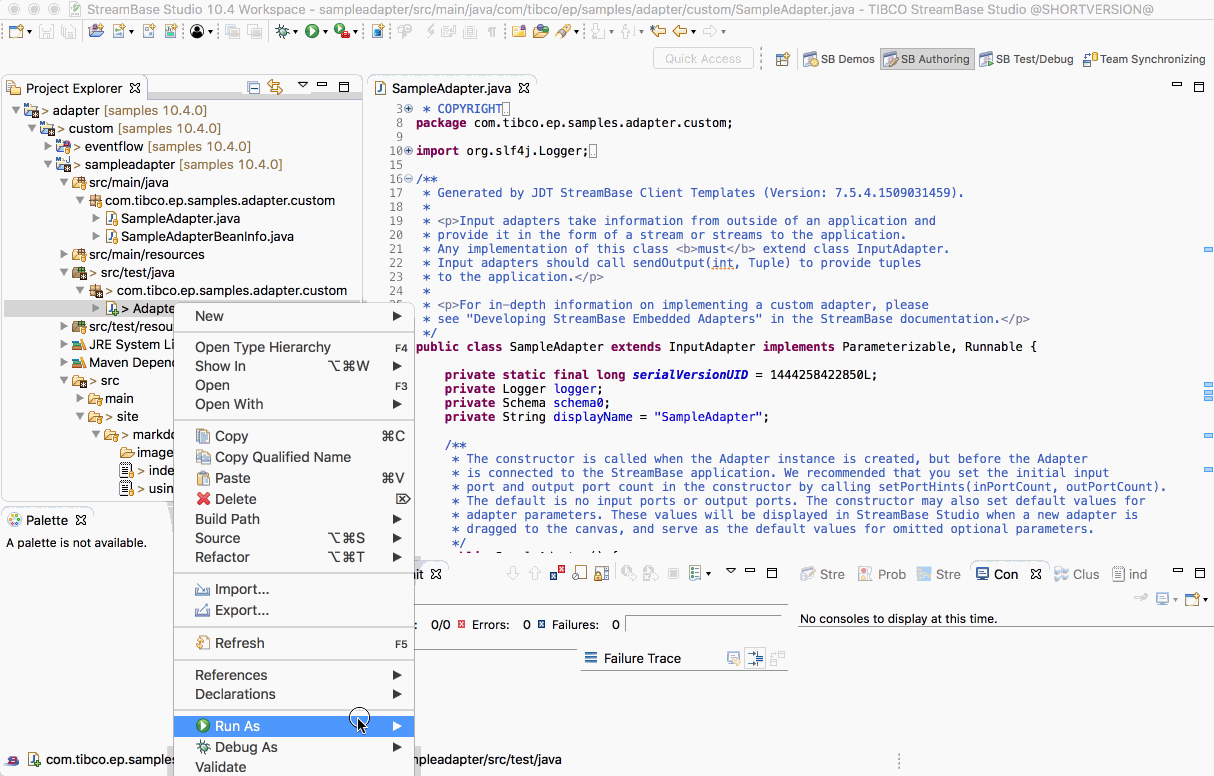 StreamBase Studio 10.4 Workspace - sampleadapter/src/main/java/com/tibco/ep/samples/adapter/custom/SampleAdapter.java - TIBCO StreamBase Studio @SHORTVERSION@
Quick Access
SB Demos
SB Authoring
SB Test/Debug
Team Synchronizing
Project Explorer
> adapter [samples 10.4.0]
> custom [samples 10.4.0]
> eventflow [samples 10.4.0]
> sampleadapter [samples 10.4.0]
src/main/java
com.tibco.ep.samples.adapter.custom
SampleAdapter.java
SampleAdapterBeanInfo.java
src/main/resources
> src/test/java
> com.tibco.ep.samples.adapter.custom
> Adapte
src/test/resou
JRE System Li
Maven Depend
> src
main
> site
> markdo
image
> inde
> usin
Palette
A palette is not available.
New
Open Type Hierarchy F4
Show In ⌥⌘W
Open F3
Open With
Copy ⌘C
Copy Qualified Name
Paste ⌘V
Delete ⌦
Build Path
Source ⌥⌘S
Refactor ⌥⌘T
Import...
Export...
Refresh F5
References
Declarations
Run As
Debug As
Validate
SampleAdapter.java
3 * COPYRIGHT
8 package com.tibco.ep.samples.adapter.custom;
9
10 import org.slf4j.Logger;
15
16 /**
17 * Generated by JDT StreamBase Client Templates (Version: 7.5.4.1509031459).
18 *
19 * <p>Input adapters take information from outside of an application and
20 * provide it in the form of a stream or streams to the application.
21 * Any implementation of this class <b>must</b> extend class InputAdapter.
22 * Input adapters should call sendOutput(int, Tuple) to provide tuples
23 * to the application.</p>
24 *
* <p>For in-depth information on implementing a custom adapter, please
* see "Developing StreamBase Embedded Adapters" in the StreamBase documentation.</p>
*/
public class SampleAdapter extends InputAdapter implements Parameterizable, Runnable {
private static final long serialVersionUID = 1444258422850L;
private Logger logger;
private Schema schema0;
private String displayName = "SampleAdapter";
/**
* The constructor is called when the Adapter instance is created, but before the Adapter
* is connected to the StreamBase application. We recommended that you set the initial input
* port and output port count in the constructor by calling setPortHints(inPortCount, outPortCount).
* The default is no input ports or output ports. The constructor may also set default values for
* adapter parameters. These values will be displayed in StreamBase Studio when a new adapter is
* dragged to the canvas, and serve as the default values for omitted optional parameters.
*/
it
: 0/0 Errors: 0 Failures: 0
Failure Trace
Stre
Prob
Stre
Con
Clus
ind
No consoles to display at this time.
com.tibco.ep.samples
mpleadapter/src/test/java